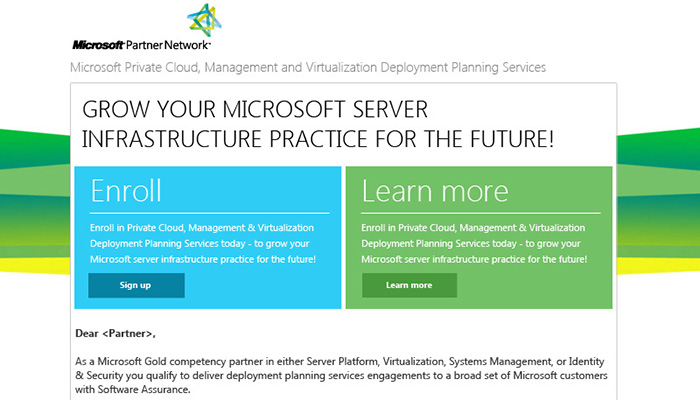 Microsoft Partner Network
Microsoft Private Cloud, Management and Virtualization Deployment Planning Services
GROW YOUR MICROSOFT SERVER
INFRASTRUCTURE PRACTICE FOR THE FUTURE!
Enroll
Enroll in Private Cloud, Management & Virtualization
Deployment Planning Services today - to grow your
Microsoft server infrastructure practice for the future!
Sign up
Learn more
Enroll in Private Cloud, Management & Virtualization
Deployment Planning Services today - to grow your
Microsoft server infrastructure practice for the future!
Learn more
Dear <Partner>,
As a Microsoft Gold competency partner in either Server Platform, Virtualization, Systems Management, or Identity
& Security you qualify to deliver deployment planning services engagements to a broad set of Microsoft customers
with Software Assurance.